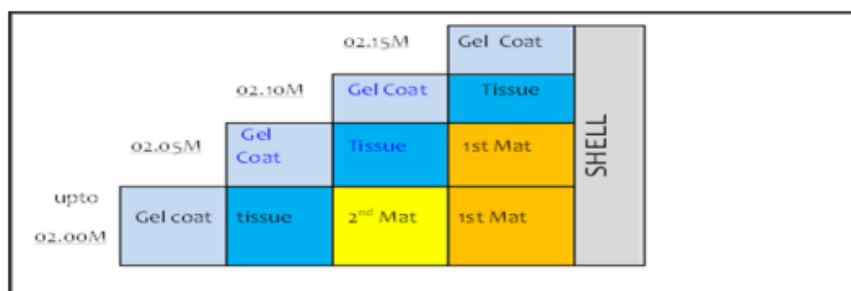 02.15M Gel Coat
02.10M Gel Coat Tissue
02.05M Gel Coat Tissue 1st Mat
upto 02.00M Gel coat tissue 2nd Mat 1st Mat
SHELL